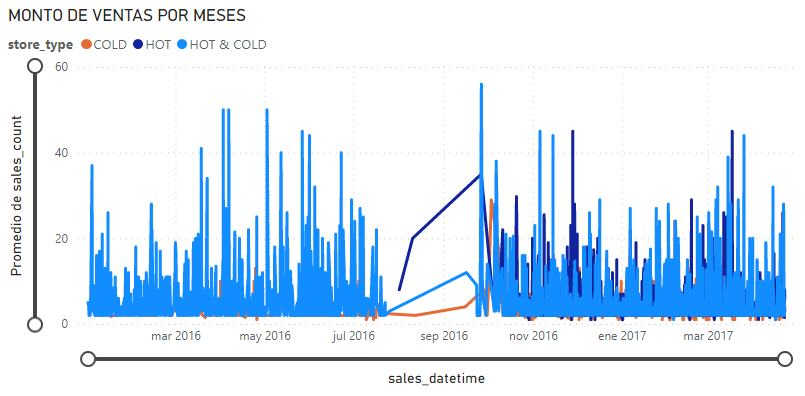 MONTO DE VENTAS POR MESES
store_type COLD HOT HOT & COLD
Promedio de sales_count
60
40
20
0
mar 2016 may 2016 jul 2016 sep 2016 nov 2016 ene 2017 mar 2017
sales_datetime